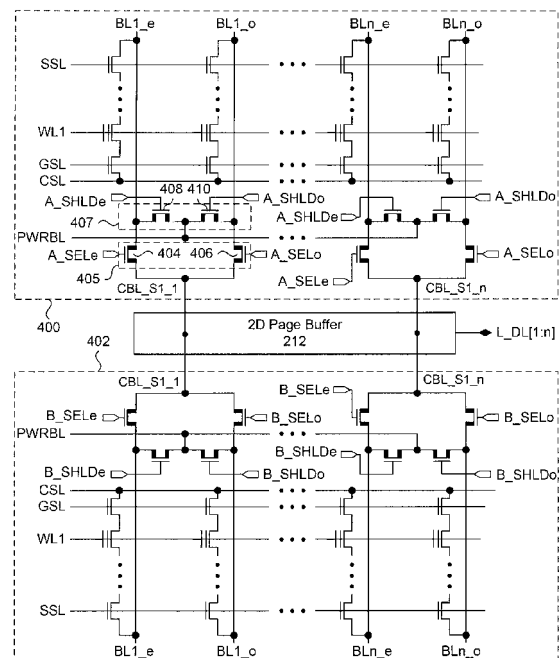 BL1_e BL1_o BLn_e BLn_o
SSL
WL1
GSL
CSL
A_SHLDe 408 410 A_SHLDo A_SHLDo
A_SHLDe
407
PWRBL
A_SELe 404 406 A_SELo A_SELo
405 A_SELe
CBL_S1_1 CBL_S1_n
400
402
2D Page Buffer
212
L_DL[1:n]
CBL_S1_1 CBL_S1_n
B_SELe B_SELo B_SELe B_SELo
PWRBL
B_SHLDe
B_SHLDe B_SHLDo B_SHLDo
CSL
GSL
WL1
SSL
BL1_e BL1_o BLn_e BLn_o